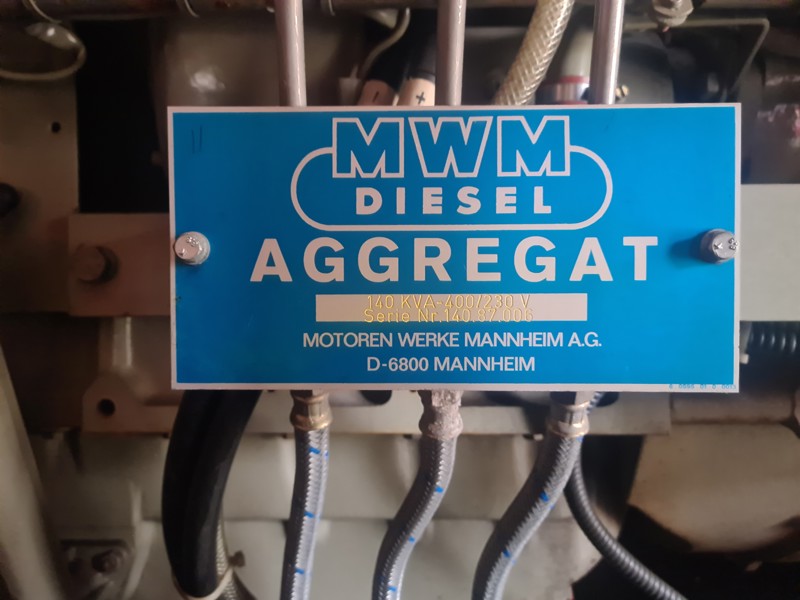 MWM
DIESEL
AGGREGAT
140 KVA-400/230 V
Serie Nr.140.87.006
MOTOREN WERKE MANNHEIM A.G.
D-6800 MANNHEIM